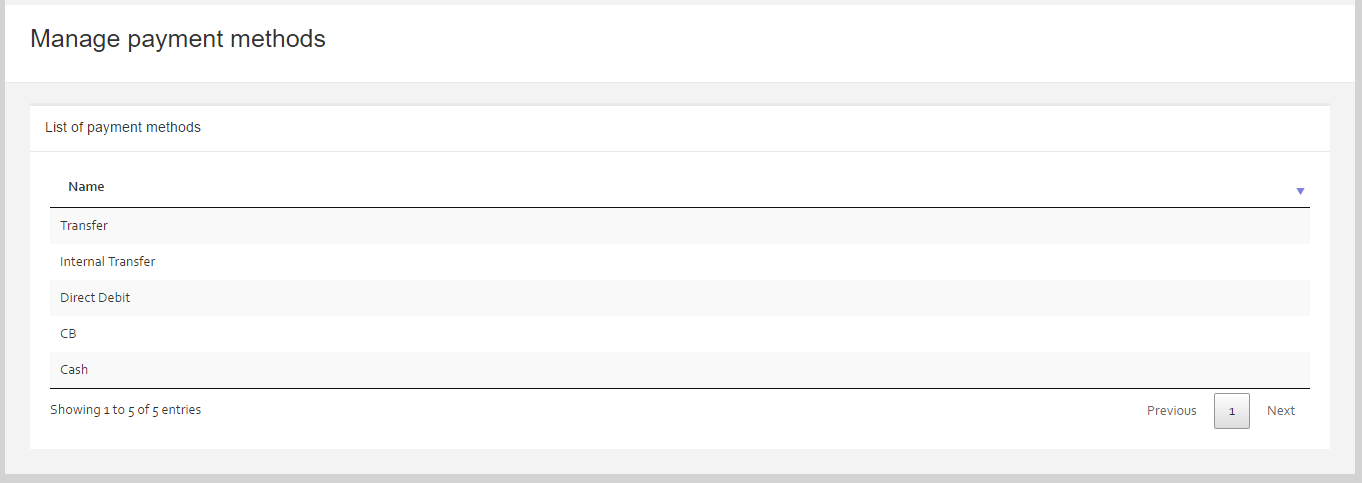 Manage payment methods
List of payment methods
Name
Transfer
Internal Transfer
Direct Debit
CB
Cash
Showing 1 to 5 of 5 entries
Previous 1 Next